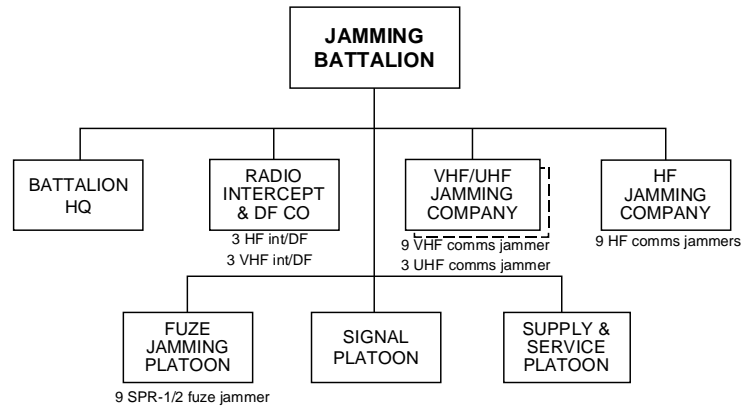 JAMMING
BATTALION
BATTALION
HQ
RADIO
INTERCEPT
& DF CO
3 HF int/DF
3 VHF int/DF
VHF/UHF
JAMMING
COMPANY
9 VHF comms jammer
3 UHF comms jammer
HF
JAMMING
COMPANY
9 HF comms jammers
FUZE
JAMMING
PLATOON
9 SPR-1/2 fuze jammer
SIGNAL
PLATOON
SUPPLY &
SERVICE
PLATOON